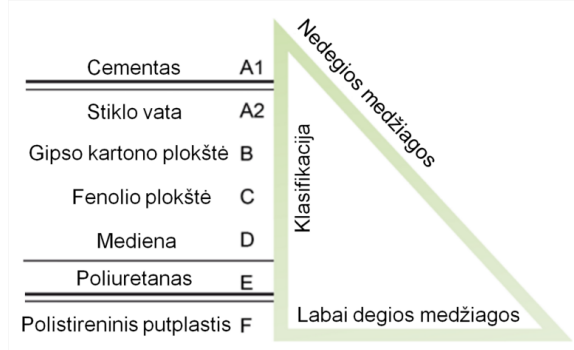 Cementas A1
Stiklo vata A2
Gipso kartono plokštė B
Fenolio plokštė C
Mediena D
Poliuretanas E
Polistireninis putplastis F
Klasifikacija
Nedegios medžiagos
Labai degios medžiagos